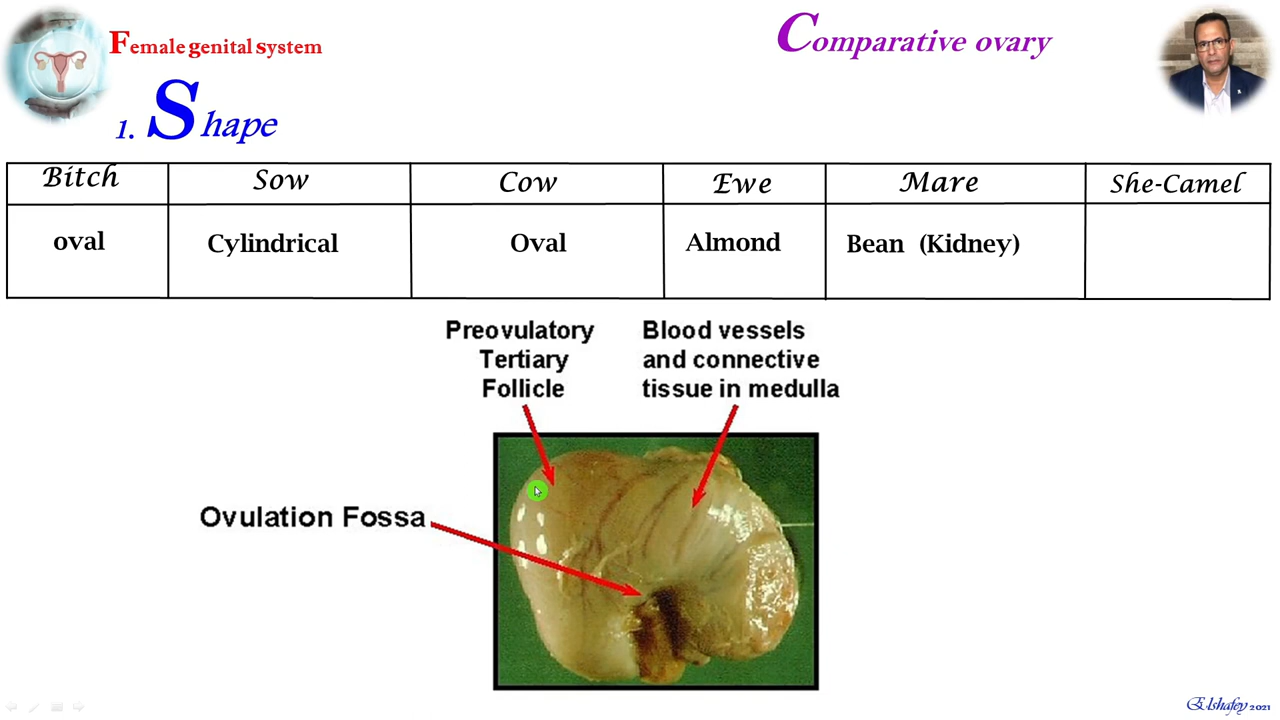 Female genital system
Comparative ovary
1. Shape
Bitch Sow Cow Ewe Mare She-Camel
oval Cylindrical Oval Almond Bean (Kidney)
Preovulatory
Tertiary
Follicle
Blood vessels
and connective
tissue in medulla
Ovulation Fossa
Elshafey 2021